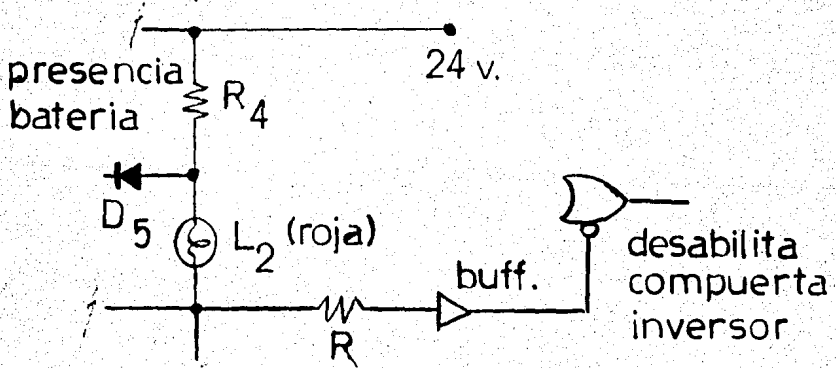 24 v.
presencia
bateria
R4
D5
L2 (roja)
R
buff.
desabilita
compuerta
inversor